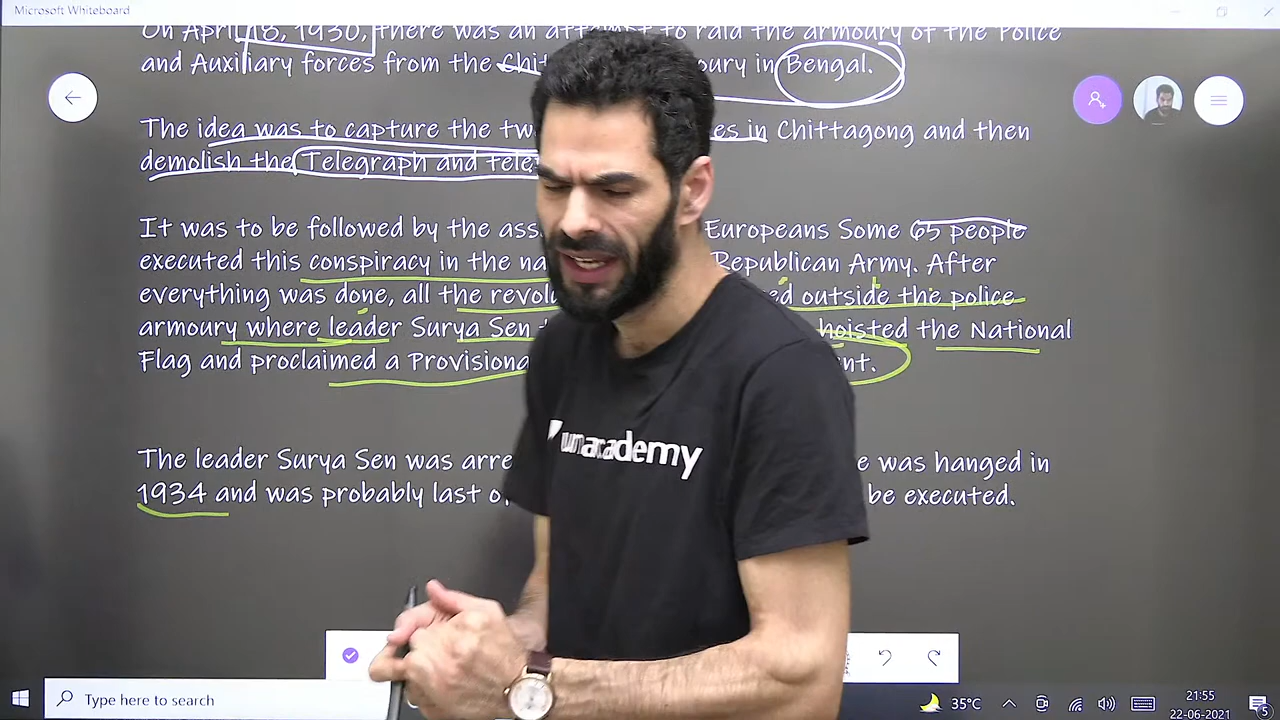 Microsoft Whiteboard
On April 18, 1930, there was an attempt to raid the armoury of the Police
and Auxiliary forces from the Chit oury in Bengal.
The idea was to capture the tw es in Chittagong and then
demolish the Telegraph and tele
It was to be followed by the ass Europeans Some 65 people
executed this conspiracy in the na Republican Army. After
everything was done, all the revolu ed outside the police
armoury where leader Surya Sen hoisted the National
Flag and proclaimed a Provisiona nt.
The leader Surya Sen was arre e was hanged in
1934 and was probably last o be executed.
unacademy
Type here to search
35°C
21:55
22-06-2021
5